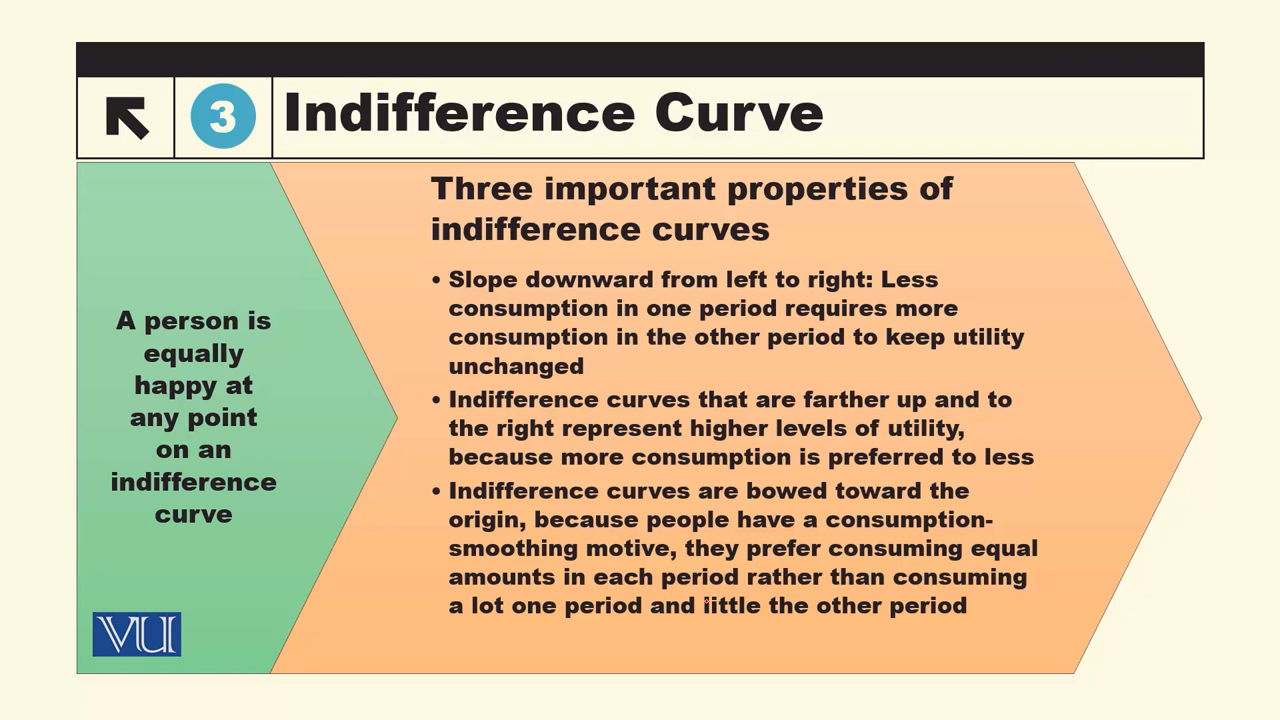 3
Indifference Curve
A person is
equally
happy at
any point
on an
indifference
curve
Three important properties of
indifference curves
• Slope downward from left to right: Less
consumption in one period requires more
consumption in the other period to keep utility
unchanged
• Indifference curves that are farther up and to
the right represent higher levels of utility,
because more consumption is preferred to less
• Indifference curves are bowed toward the
origin, because people have a consumption-
smoothing motive, they prefer consuming equal
amounts in each period rather than consuming
a lot one period and little the other period
VU